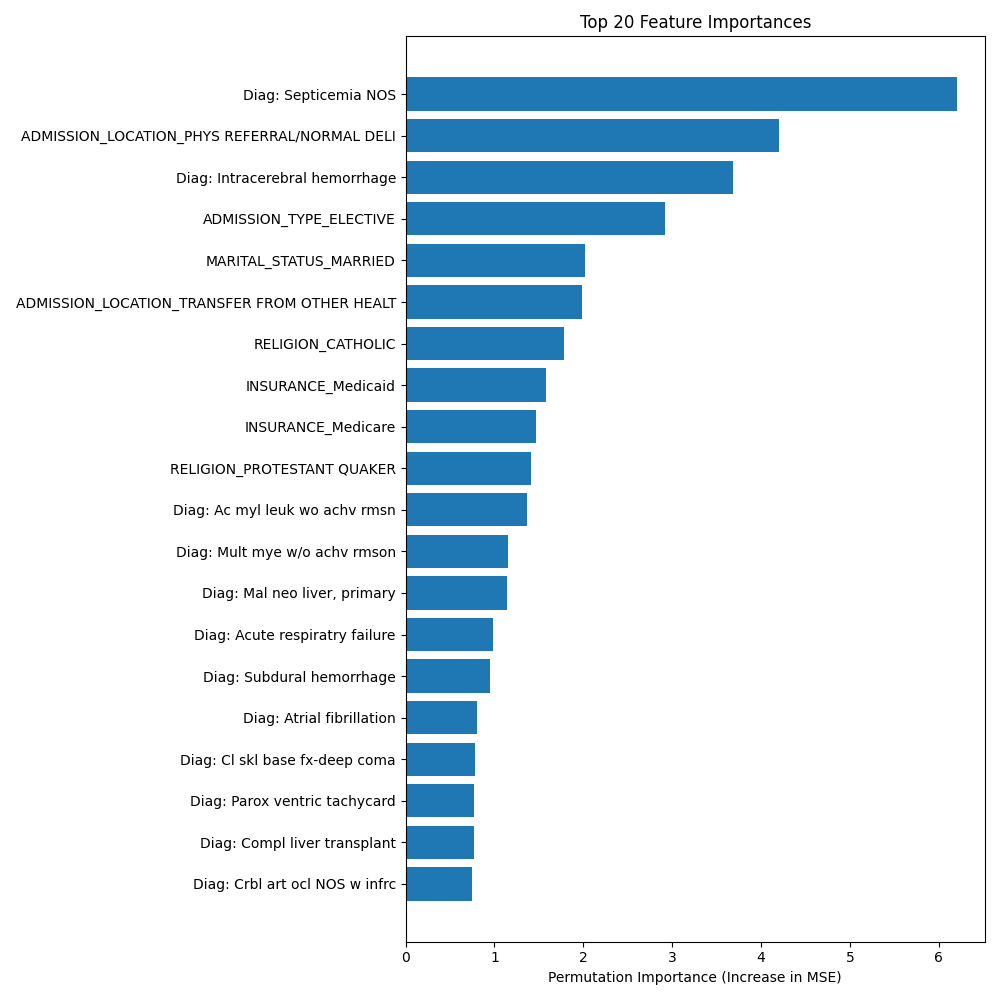 Top 20 Feature Importances
Diag: Septicemia NOS
ADMISSION_LOCATION_PHYS REFERRAL/NORMAL DELI
Diag: Intracerebral hemorrhage
ADMISSION_TYPE_ELECTIVE
MARITAL_STATUS_MARRIED
ADMISSION_LOCATION_TRANSFER FROM OTHER HEALT
RELIGION_CATHOLIC
INSURANCE_Medicaid
INSURANCE_Medicare
RELIGION_PROTESTANT QUAKER
Diag: Ac myl leuk wo achv rmsn
Diag: Mult mye w/o achv rmson
Diag: Mal neo liver, primary
Diag: Acute respiratry failure
Diag: Subdural hemorrhage
Diag: Atrial fibrillation
Diag: Cl skl base fx-deep coma
Diag: Parox ventric tachycard
Diag: Compl liver transplant
Diag: Crbl art ocl NOS w infrc
0 1 2 3 4 5 6
Permutation Importance (Increase in MSE)